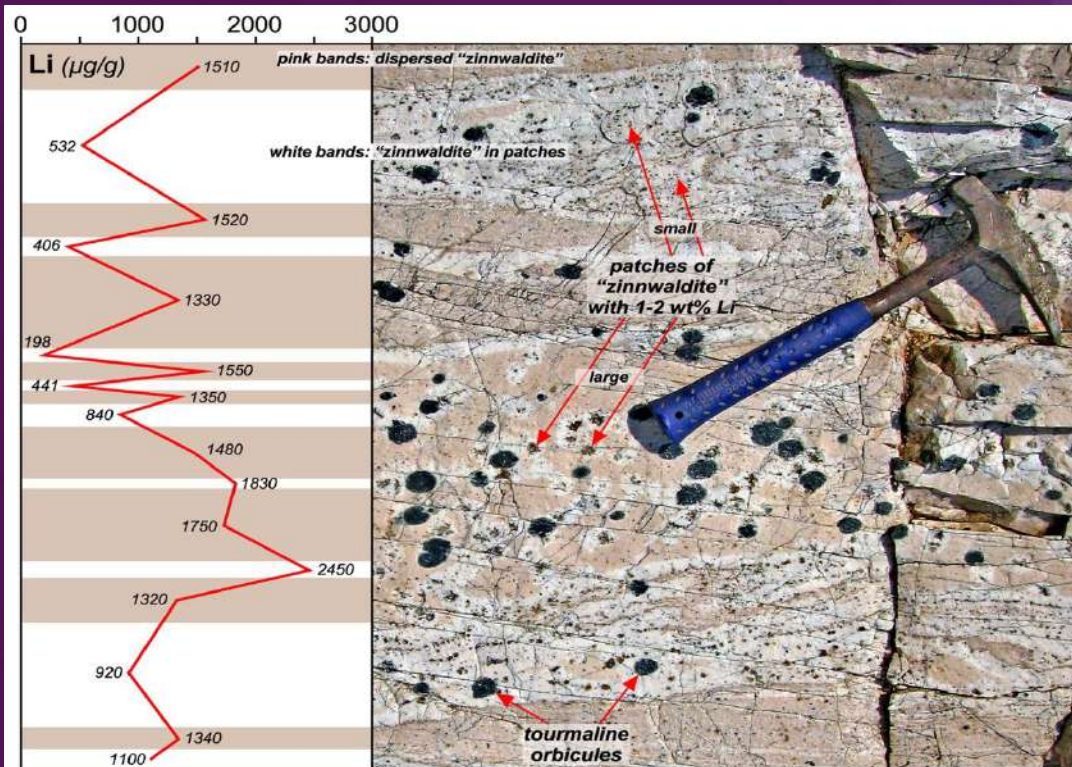 0 1000 2000 3000
Li (µg/g)
pink bands: dispersed "zinnwaldite"
1510
532
white bands: "zinnwaldite" in patches
1520
406
small
patches of
"zinnwaldite"
with 1-2 wt% Li
1330
198
1550
large
441
1350
840
1480
1830
1750
2450
1320
920
tourmaline
orbicules
1340
1100